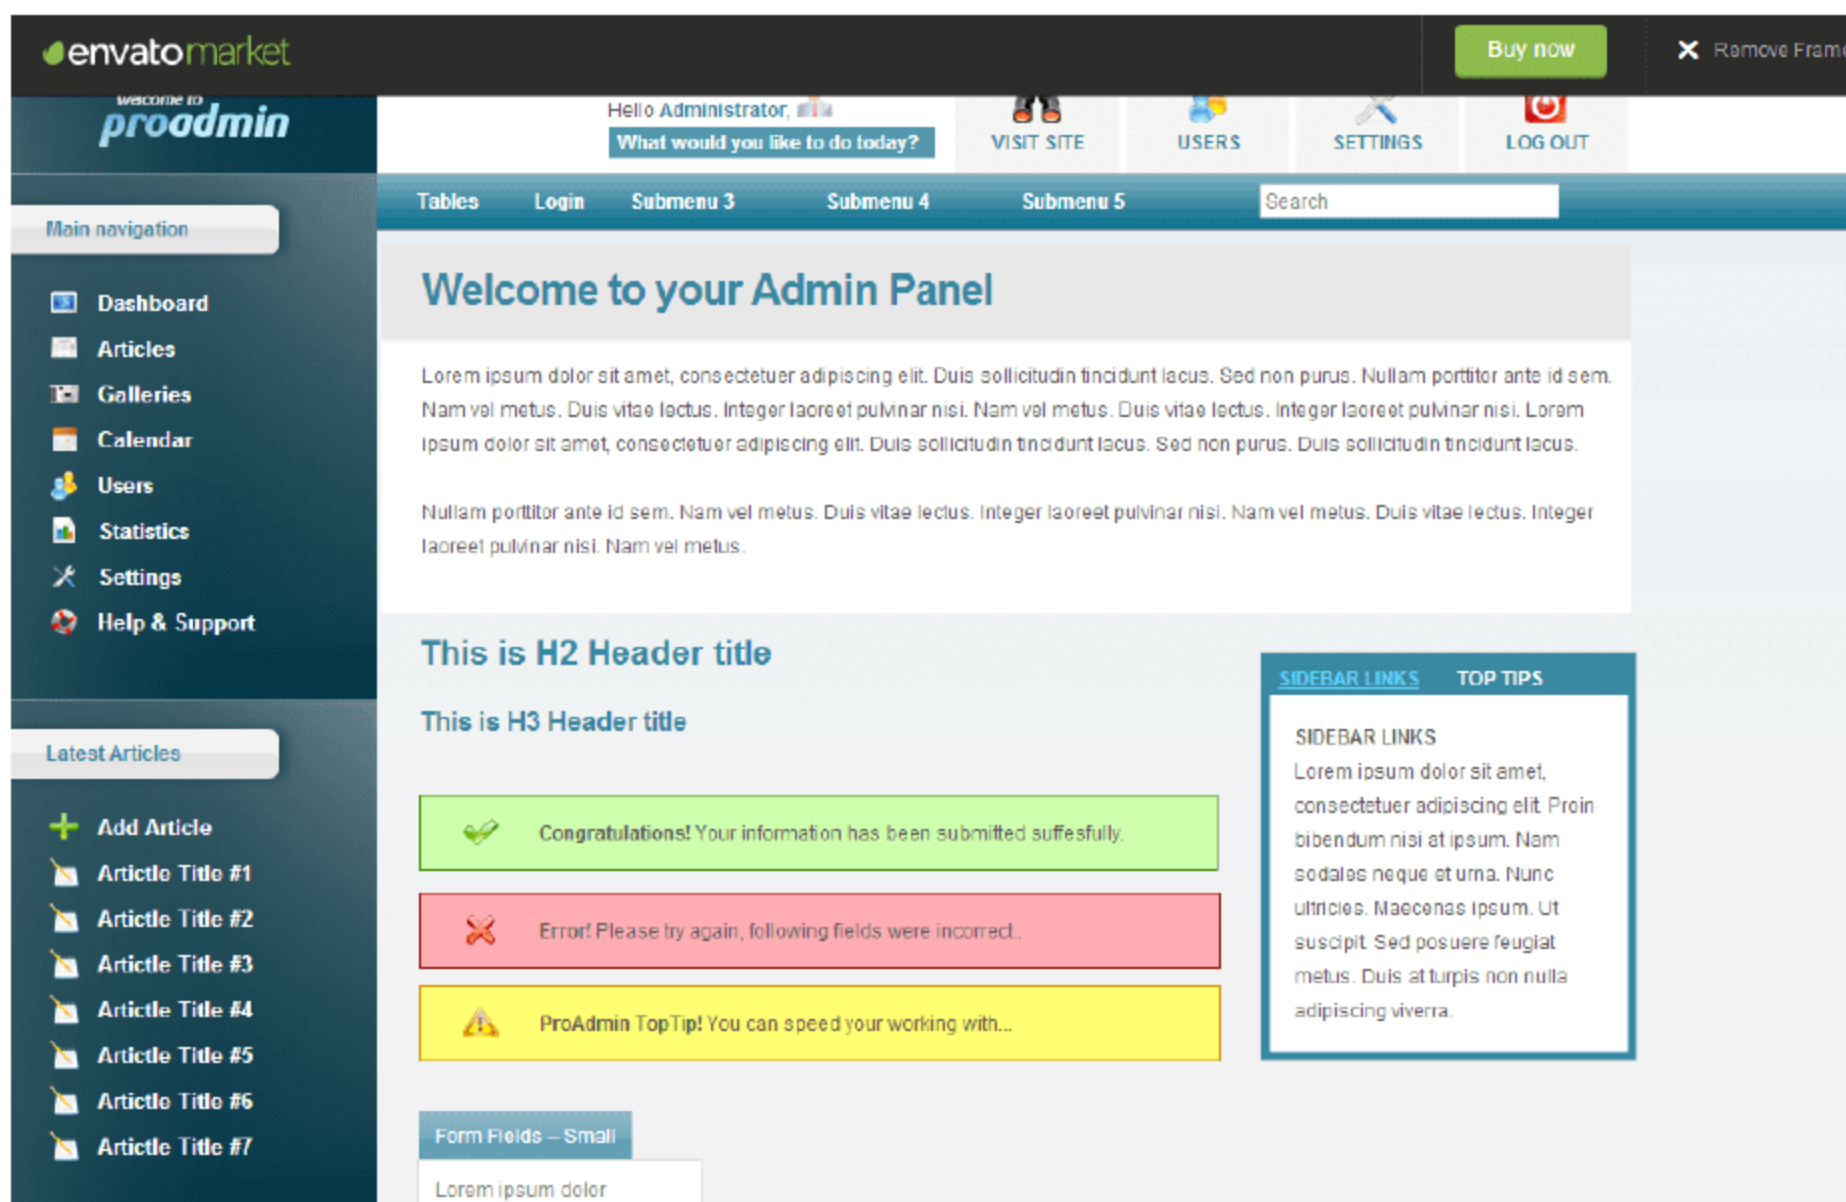 envatomarket
Buy now
Remove Frame
welcome to
proadmin
Hello Administrator,
What would you like to do today?
VISIT SITE
USERS
SETTINGS
LOG OUT
Tables
Login
Submenu 3
Submenu 4
Submenu 5
Search
Main navigation
Dashboard
Articles
Galleries
Calendar
Users
Statistics
Settings
Help & Support
Latest Articles
Add Article
Artictle Title #1
Artictle Title #2
Artictle Title #3
Artictle Title #4
Artictle Title #5
Artictle Title #6
Artictle Title #7
Welcome to your Admin Panel
Lorem ipsum dolor sit amet, consectetuer adipiscing elit. Duis sollicitudin tincidunt lacus. Sed non purus. Nullam porttitor ante id sem.
Nam vel metus. Duis vitae lectus. Integer laoreet pulvinar nisi. Nam vel metus. Duis vitae lectus. Integer laoreet pulvinar nisi. Lorem
ipsum dolor sit amet, consectetuer adipiscing elit. Duis sollicitudin tincidunt lacus. Sed non purus. Duis sollicitudin tincidunt lacus.
Nullam porttitor ante id sem. Nam vel metus. Duis vitae lectus. Integer laoreet pulvinar nisi. Nam vel metus. Duis vitae lectus. Integer
laoreet pulvinar nisi. Nam vel metus.
This is H2 Header title
This is H3 Header title
Congratulations! Your information has been submitted suffesfully.
Error! Please try again, following fields were incorrect..
ProAdmin TopTip! You can speed your working with...
SIDEBAR LINKS
TOP TIPS
SIDEBAR LINKS
Lorem ipsum dolor sit amet,
consectetuer adipiscing elit. Proin
bibendum nisi at ipsum. Nam
sodales neque et urna. Nunc
ultricies. Maecenas ipsum. Ut
suscipit. Sed posuere feugiat
metus. Duis at turpis non nulla
adipiscing viverra.
Form Fields – Small
Lorem ipsum dolor